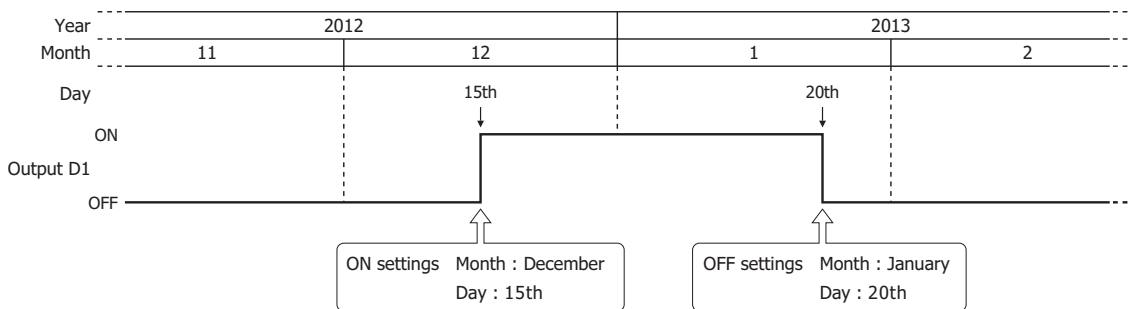 Year 2012 2013
Month 11 12 1 2
Day 15th 20th
ON
Output D1
OFF
ON settings Month : December
Day : 15th
OFF settings Month : January
Day : 20th